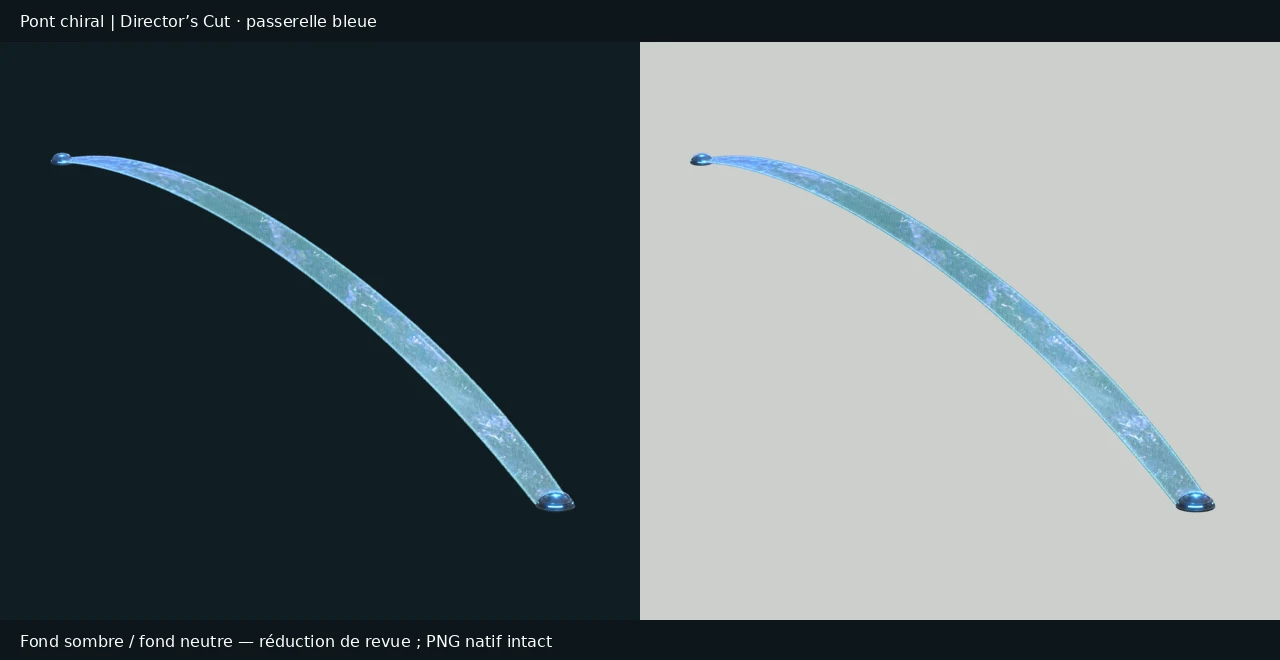 Pont chiral | Director’s Cut · passerelle bleue
Fond sombre / fond neutre — réduction de revue ; PNG natif intact